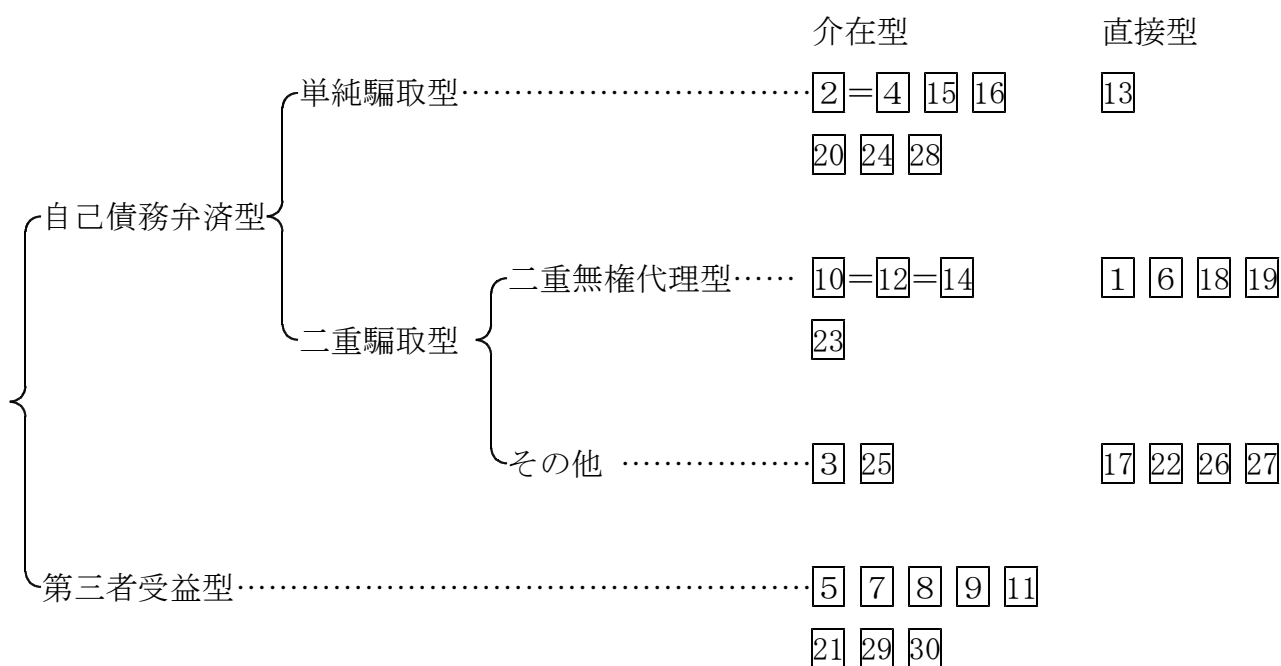 介在型 直接型
単純騙取型……………………………2=4 15 16 13
20 24 28
自己債務弁済型
二重無権代理型…… 10=12=14 1 6 18 19
二重騙取型 23
その他 ………………3 25 17 22 26 27
第三者受益型………………………………………………5 7 8 9 11
21 29 30